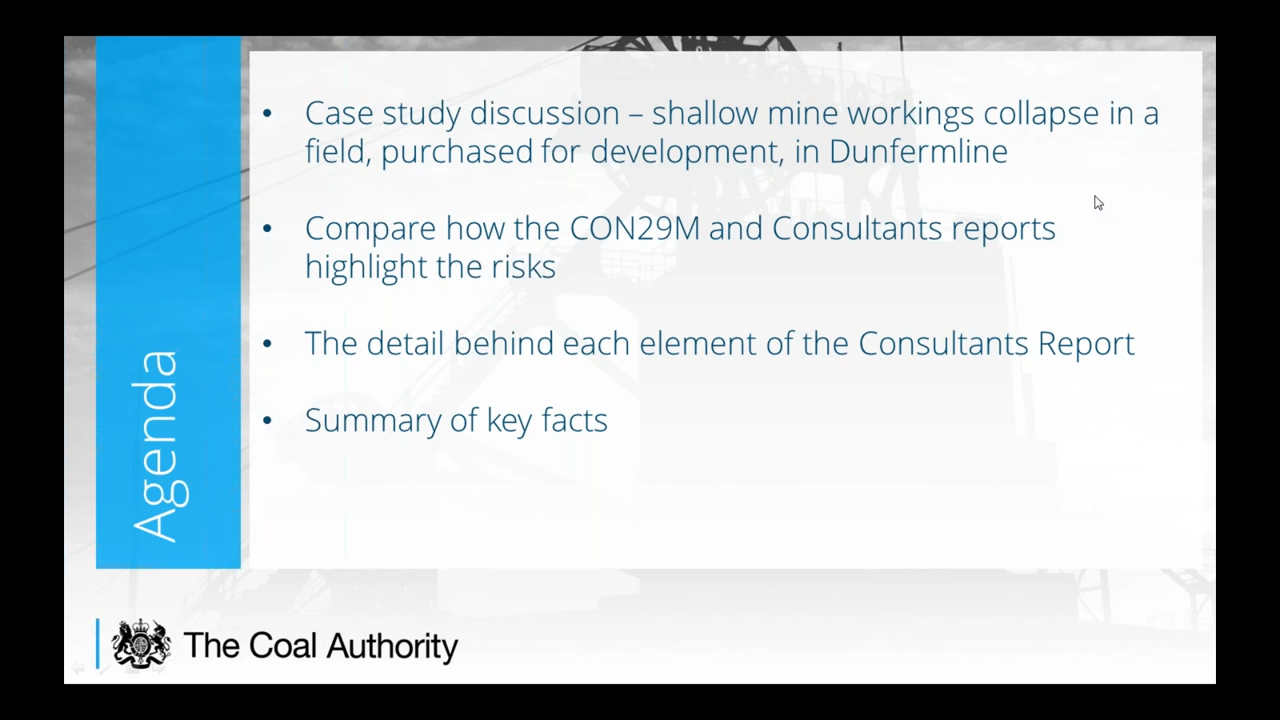 • Case study discussion – shallow mine workings collapse in a
field, purchased for development, in Dunfermline
• Compare how the CON29M and Consultants reports
highlight the risks
• The detail behind each element of the Consultants Report
• Summary of key facts
Agenda
The Coal Authority